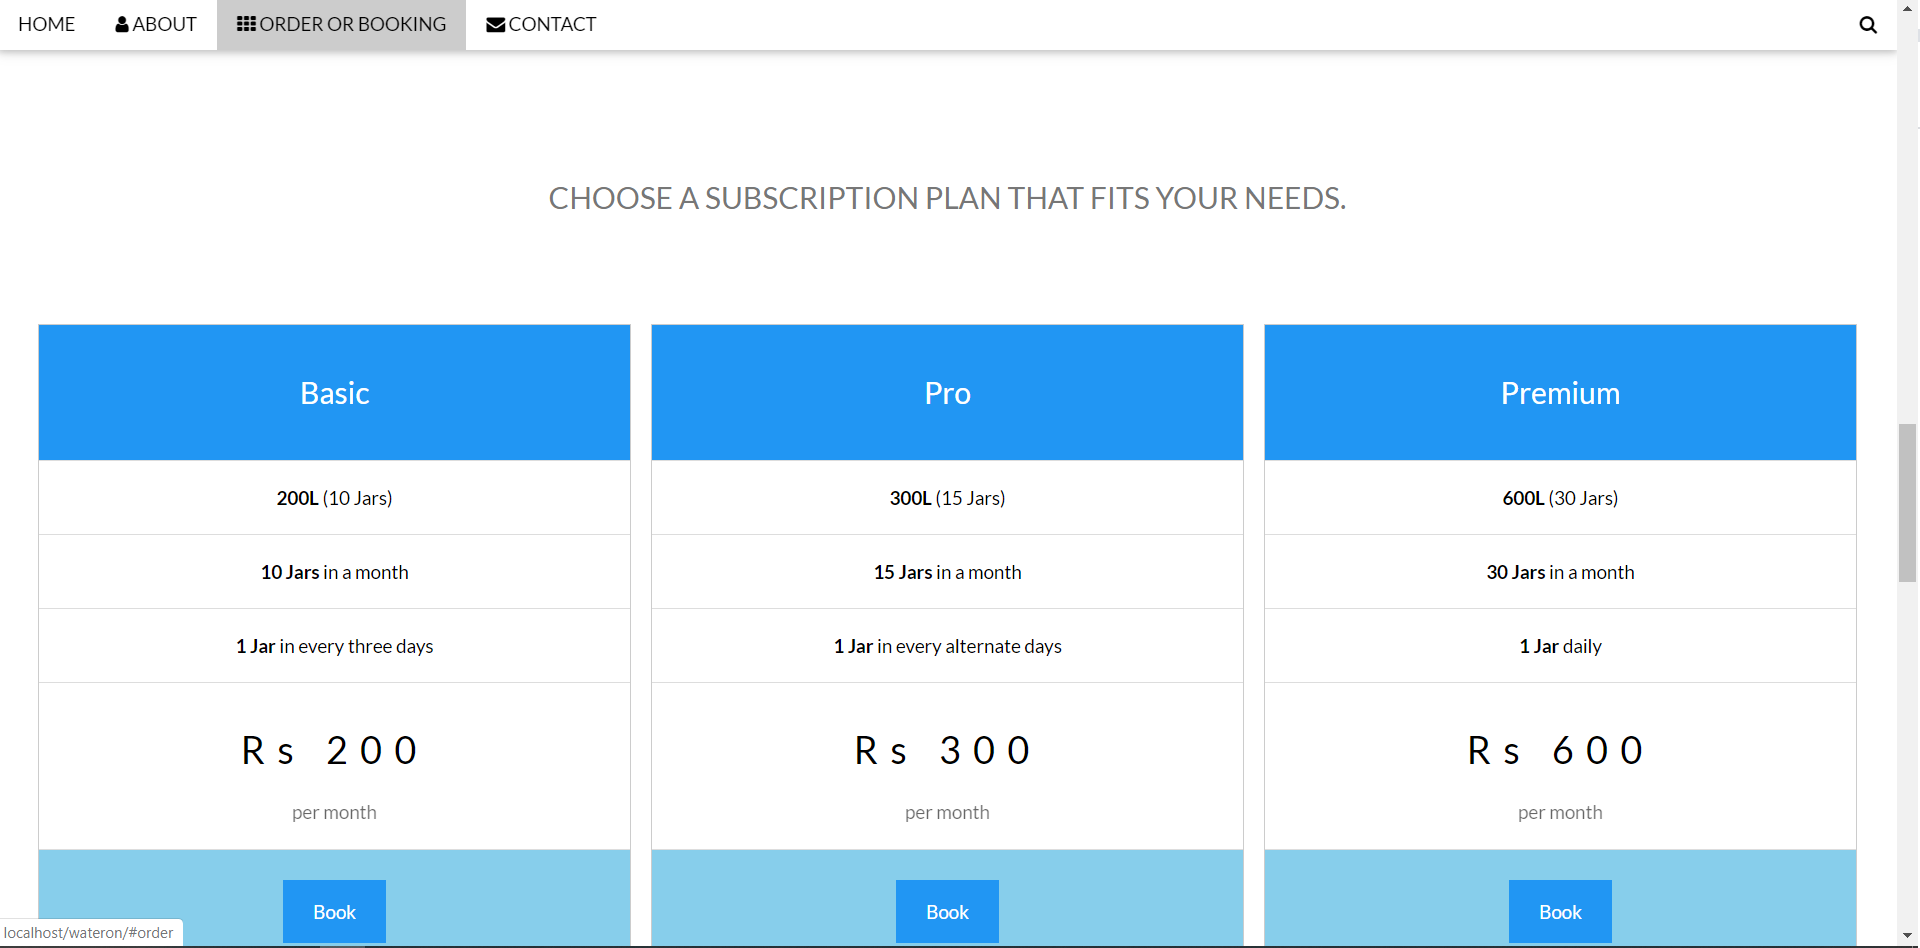 HOME ABOUT ORDER OR BOOKING CONTACT
CHOOSE A SUBSCRIPTION PLAN THAT FITS YOUR NEEDS.
Basic
200L (10 Jars)
10 Jars in a month
1 Jar in every three days
Rs 200
per month
Book
Pro
300L (15 Jars)
15 Jars in a month
1 Jar in every alternate days
Rs 300
per month
Book
Premium
600L (30 Jars)
30 Jars in a month
1 Jar daily
Rs 600
per month
Book
localhost/wateron/#order